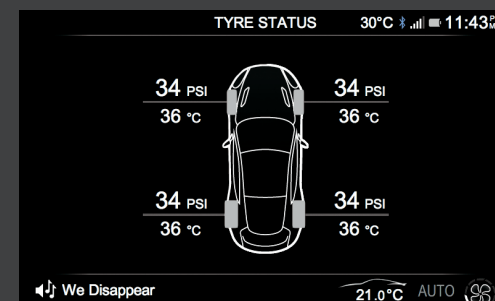 TYRE STATUS 30°C 11:43 PM
34 PSI 34 PSI
36 °C 36 °C
34 PSI 34 PSI
36 °C 36 °C
We Disappear 21.0°C AUTO